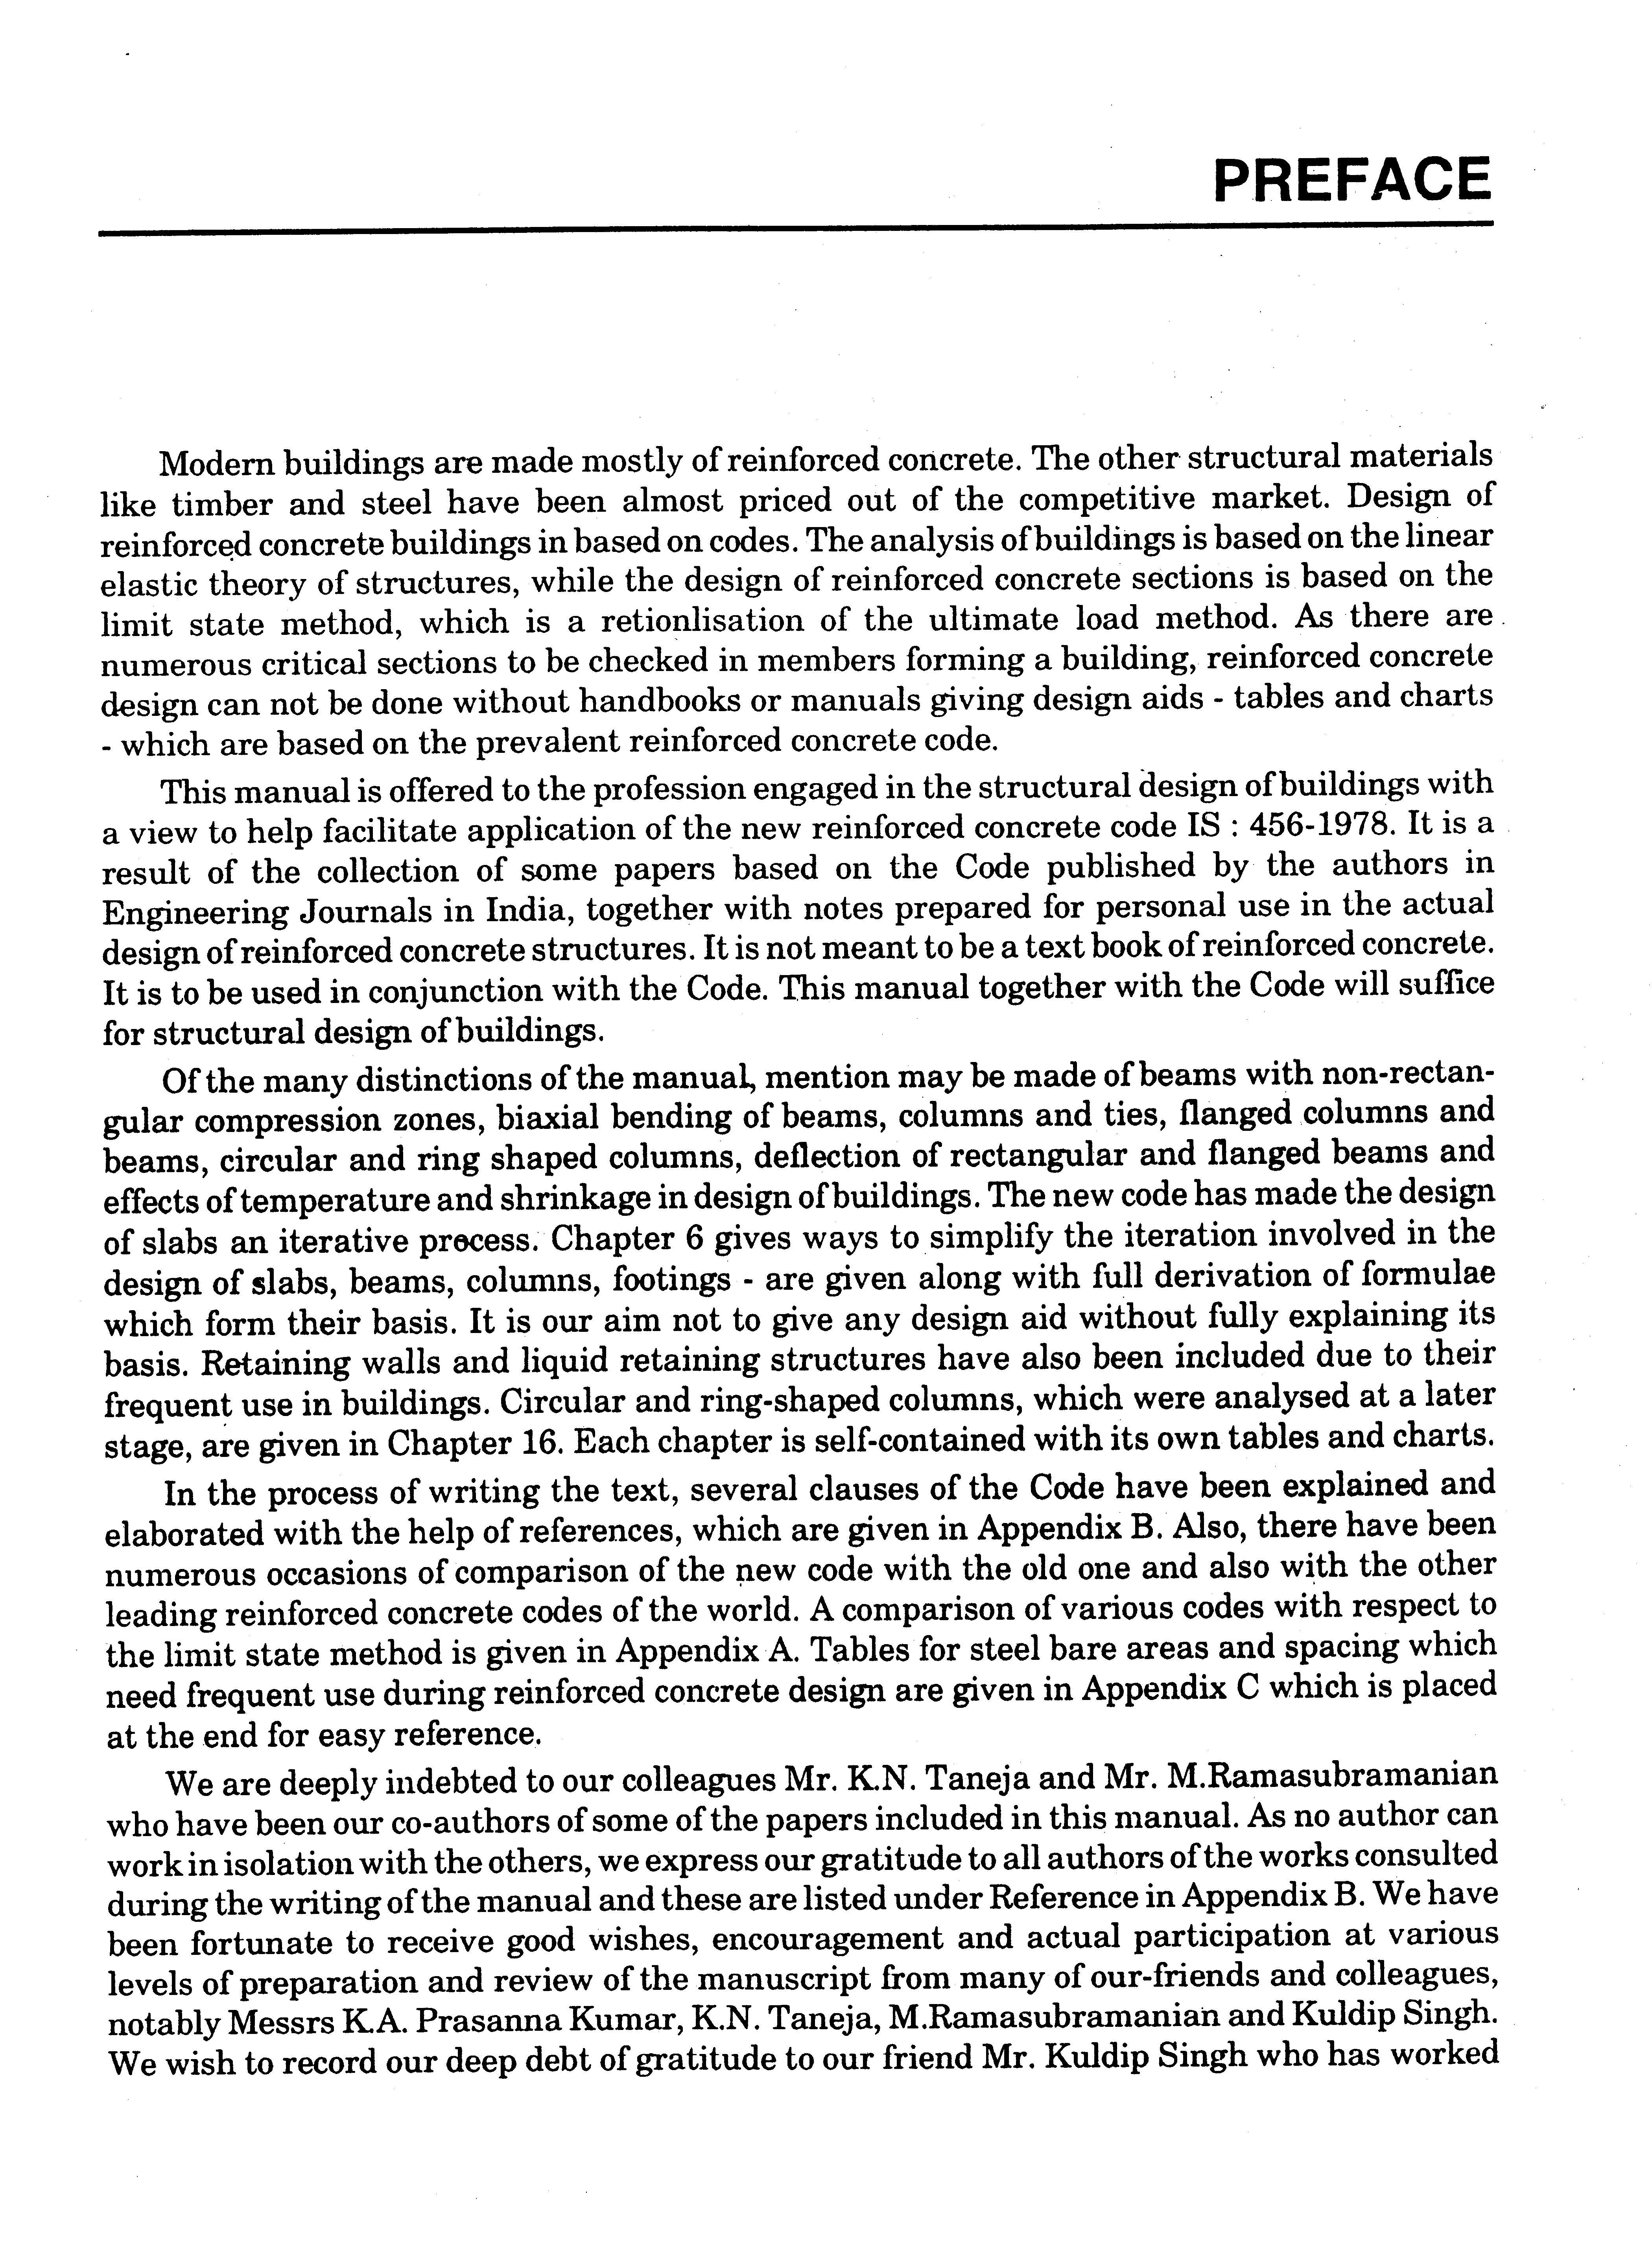 PREFACE
Modern buildings are made mostly of reinforced concrete. The other structural materials
like timber and steel have been almost priced out of the competitive market. Design of
reinforced concrete buildings in based on codes. The analysis of buildings is based on the linear
elastic theory of structures, while the design of reinforced concrete sections is based on the
limit state method, which is a retionlisation of the ultimate load method. As there are
numerous critical sections to be checked in members forming a building, reinforced concrete
design can not be done without handbooks or manuals giving design aids - tables and charts
- which are based on the prevalent reinforced concrete code.
This manual is offered to the profession engaged in the structural design of buildings with
a view to help facilitate application of the new reinforced concrete code IS : 456-1978. It is a
result of the collection of some papers based on the Code published by the authors in
Engineering Journals in India, together with notes prepared for personal use in the actual
design of reinforced concrete structures. It is not meant to be a text book of reinforced concrete.
It is to be used in conjunction with the Code. This manual together with the Code will suffice
for structural design of buildings.
Of the many distinctions of the manual, mention may be made of beams with non-rectan-
gular compression zones, biaxial bending of beams, columns and ties, flanged columns and
beams, circular and ring shaped columns, deflection of rectangular and flanged beams and
effects of temperature and shrinkage in design of buildings. The new code has made the design
of slabs an iterative process. Chapter 6 gives ways to simplify the iteration involved in the
design of slabs, beams, columns, footings - are given along with full derivation of formulae
which form their basis. It is our aim not to give any design aid without fully explaining its
basis. Retaining walls and liquid retaining structures have also been included due to their
frequent use in buildings. Circular and ring-shaped columns, which were analysed at a later
stage, are given in Chapter 16. Each chapter is self-contained with its own tables and charts.
In the process of writing the text, several clauses of the Code have been explained and
elaborated with the help of references, which are given in Appendix B. Also, there have been
numerous occasions of comparison of the new code with the old one and also with the other
leading reinforced concrete codes of the world. A comparison of various codes with respect to
the limit state method is given in Appendix A. Tables for steel bare areas and spacing which
need frequent use during reinforced concrete design are given in Appendix C which is placed
at the end for easy reference.
We are deeply indebted to our colleagues Mr. K.N. Taneja and Mr. M.Ramasubramanian
who have been our co-authors of some of the papers included in this manual. As no author can
work in isolation with the others, we express our gratitude to all authors of the works consulted
during the writing of the manual and these are listed under Reference in Appendix B. We have
been fortunate to receive good wishes, encouragement and actual participation at various
levels of preparation and review of the manuscript from many of our-friends and colleagues,
notably Messrs K.A. Prasanna Kumar, K.N. Taneja, M.Ramasubramanian and Kuldip Singh.
We wish to record our deep debt of gratitude to our friend Mr. Kuldip Singh who has worked